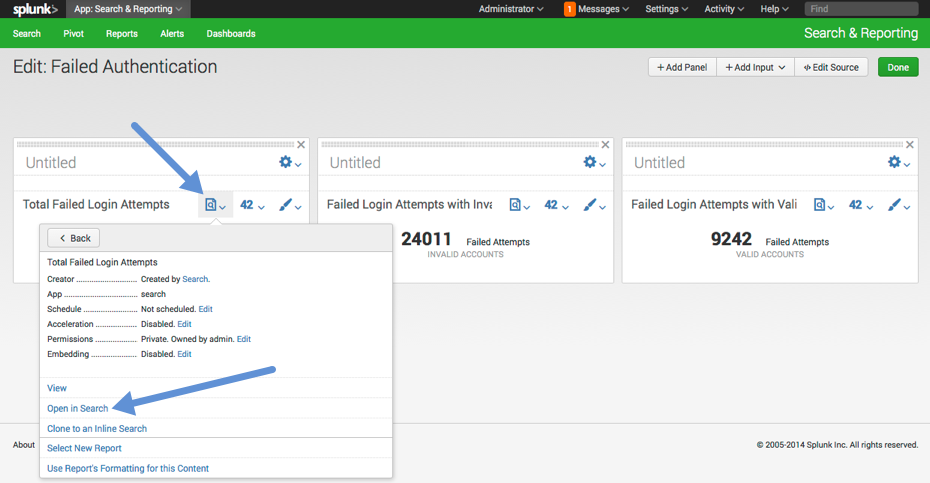 splunk> App: Search & Reporting Administrator 1 Messages Settings Activity Help Find
Search Pivot Reports Alerts Dashboards Search & Reporting
Edit: Failed Authentication + Add Panel + Add Input Edit Source Done
Untitled Untitled Untitled
Total Failed Login Attempts 42 Failed Login Attempts with Inva 42 Failed Login Attempts with Vali 42
24011 Failed Attempts 9242 Failed Attempts
INVALID ACCOUNTS VALID ACCOUNTS
< Back
Total Failed Login Attempts
Creator ............................ Created by Search.
App .................................. search
Schedule ......................... Not scheduled. Edit
Acceleration ................... Disabled. Edit
Permissions .................... Private. Owned by admin. Edit
Embedding ...................... Disabled. Edit
View
Open in Search
Clone to an Inline Search
Select New Report
Use Report's Formatting for this Content
About © 2005-2014 Splunk Inc. All rights reserved.